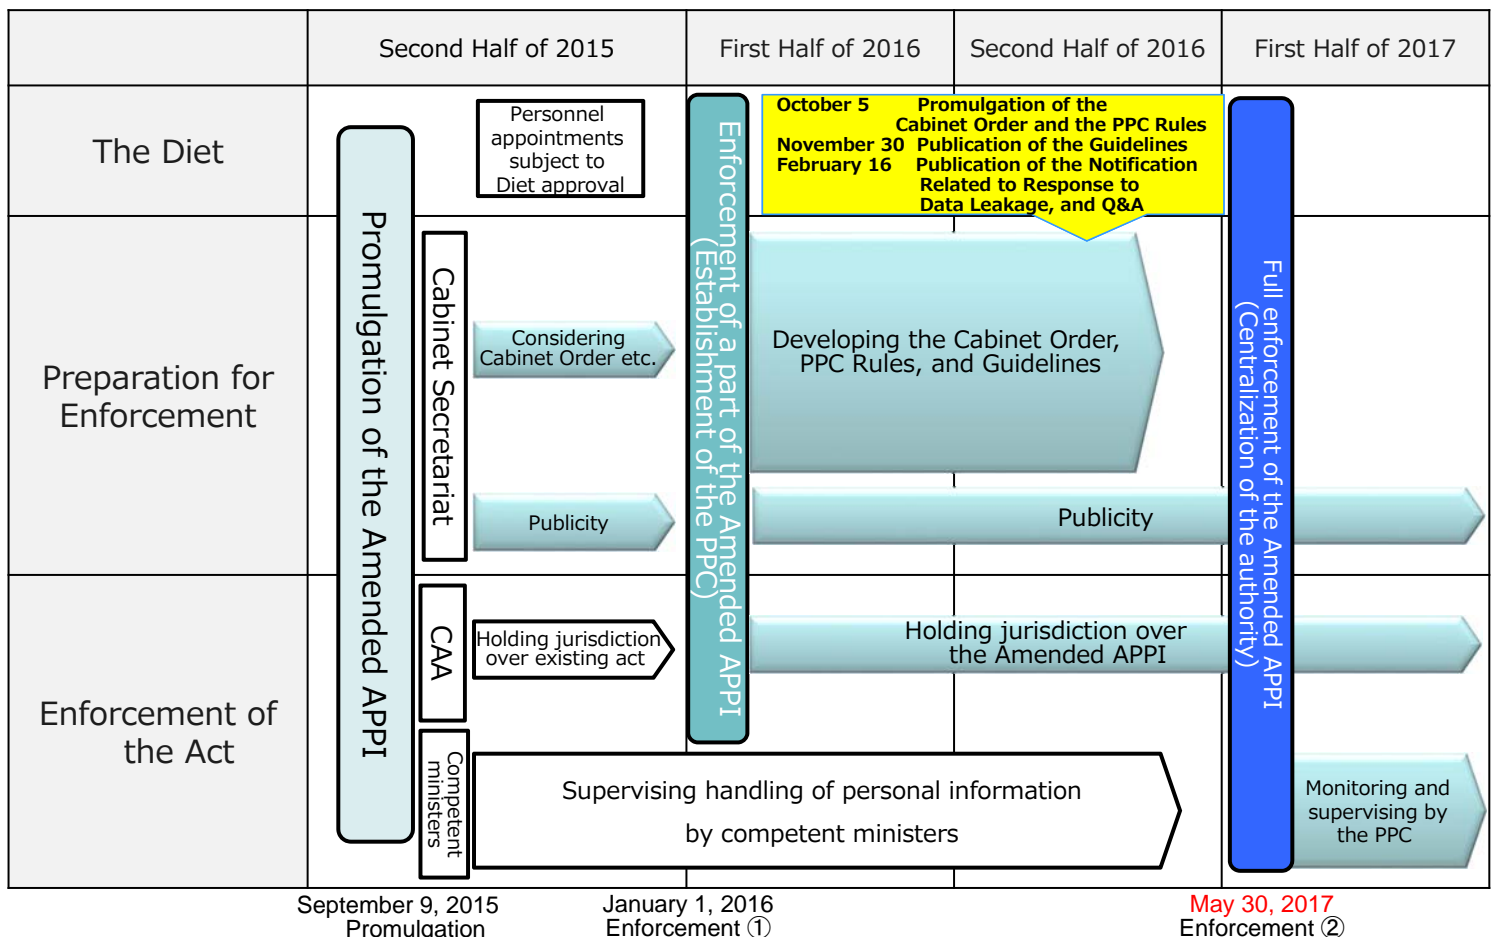 Second Half of 2015
First Half of 2016
Second Half of 2016
First Half of 2017
The Diet
Personnel
appointments
subject to
Diet approval
October 5 Promulgation of the
Cabinet Order and the PPC Rules
November 30 Publication of the Guidelines
February 16 Publication of the Notification
Related to Response to
Data Leakage, and Q&A
Promulgation of the Amended APPI
Enforcement of a part of the Amended APPI
(Establishment of the PPC)
Full enforcement of the Amended APPI
(Centralization of the authority)
Preparation for
Enforcement
Cabinet Secretariat
Considering
Cabinet Order etc.
Developing the Cabinet Order,
PPC Rules, and Guidelines
Publicity
Publicity
Enforcement of
the Act
CAA
Holding jurisdiction
over existing act
Holding jurisdiction over
the Amended APPI
Competent
ministers
Supervising handling of personal information
by competent ministers
Monitoring and
supervising by
the PPC
September 9, 2015
Promulgation
January 1, 2016
Enforcement ①
May 30, 2017
Enforcement ②